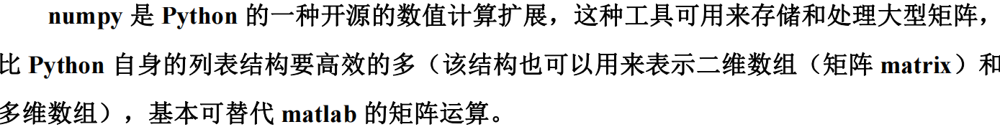 numpy 是 Python 的一种开源的数值计算扩展，这种工具可用来存储和处理大型矩阵，
比 Python 自身的列表结构要高效的多（该结构也可以用来表示二维数组（矩阵 matrix）和
多维数组），基本可替代 matlab 的矩阵运算。